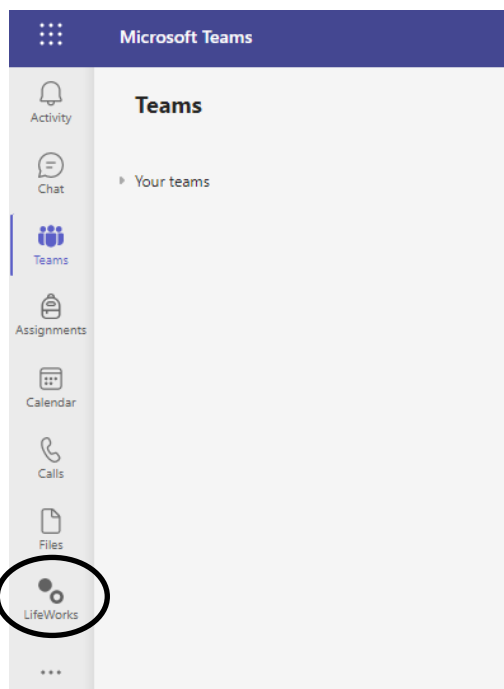 Microsoft Teams
Activity
Teams
Chat
Your teams
Teams
Assignments
Calendar
Calls
Files
LifeWorks